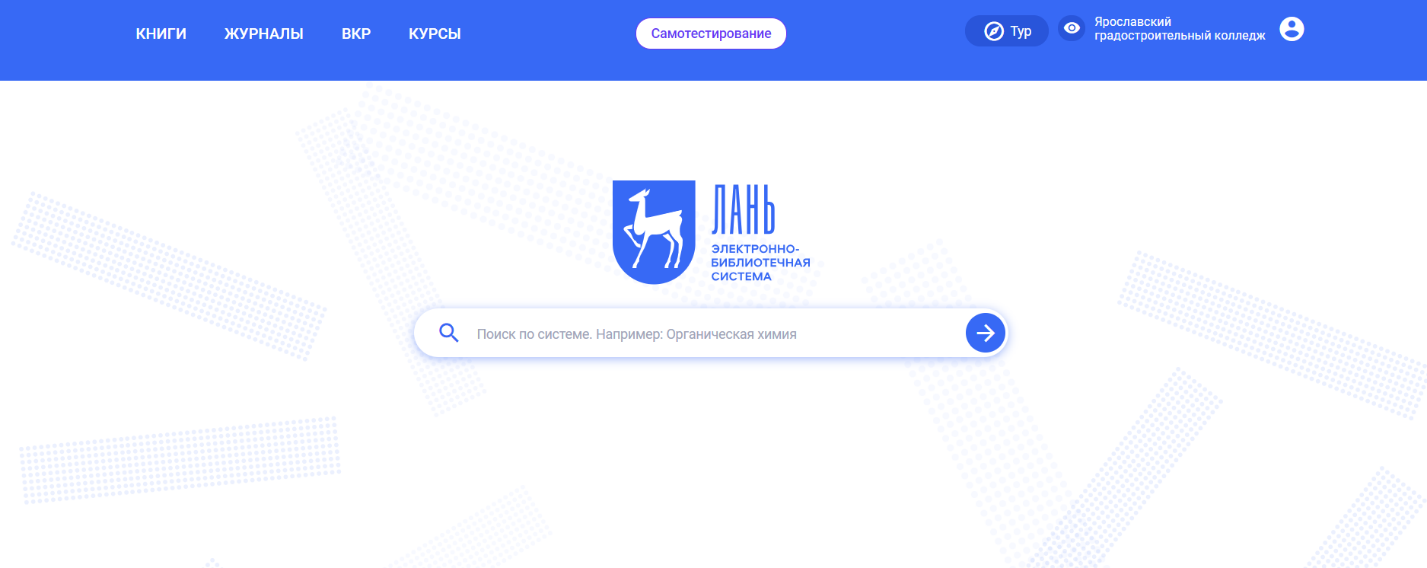 КНИГИ
ЖУРНАЛЫ
ВКР
КУРСЫ
Самотестирование
Тур
Ярославский
градостроительный колледж
ЛАНЬ
ЭЛЕКТРОННО-
БИБЛИОТЕЧНАЯ
СИСТЕМА
Поиск по системе. Например: Органическая химия